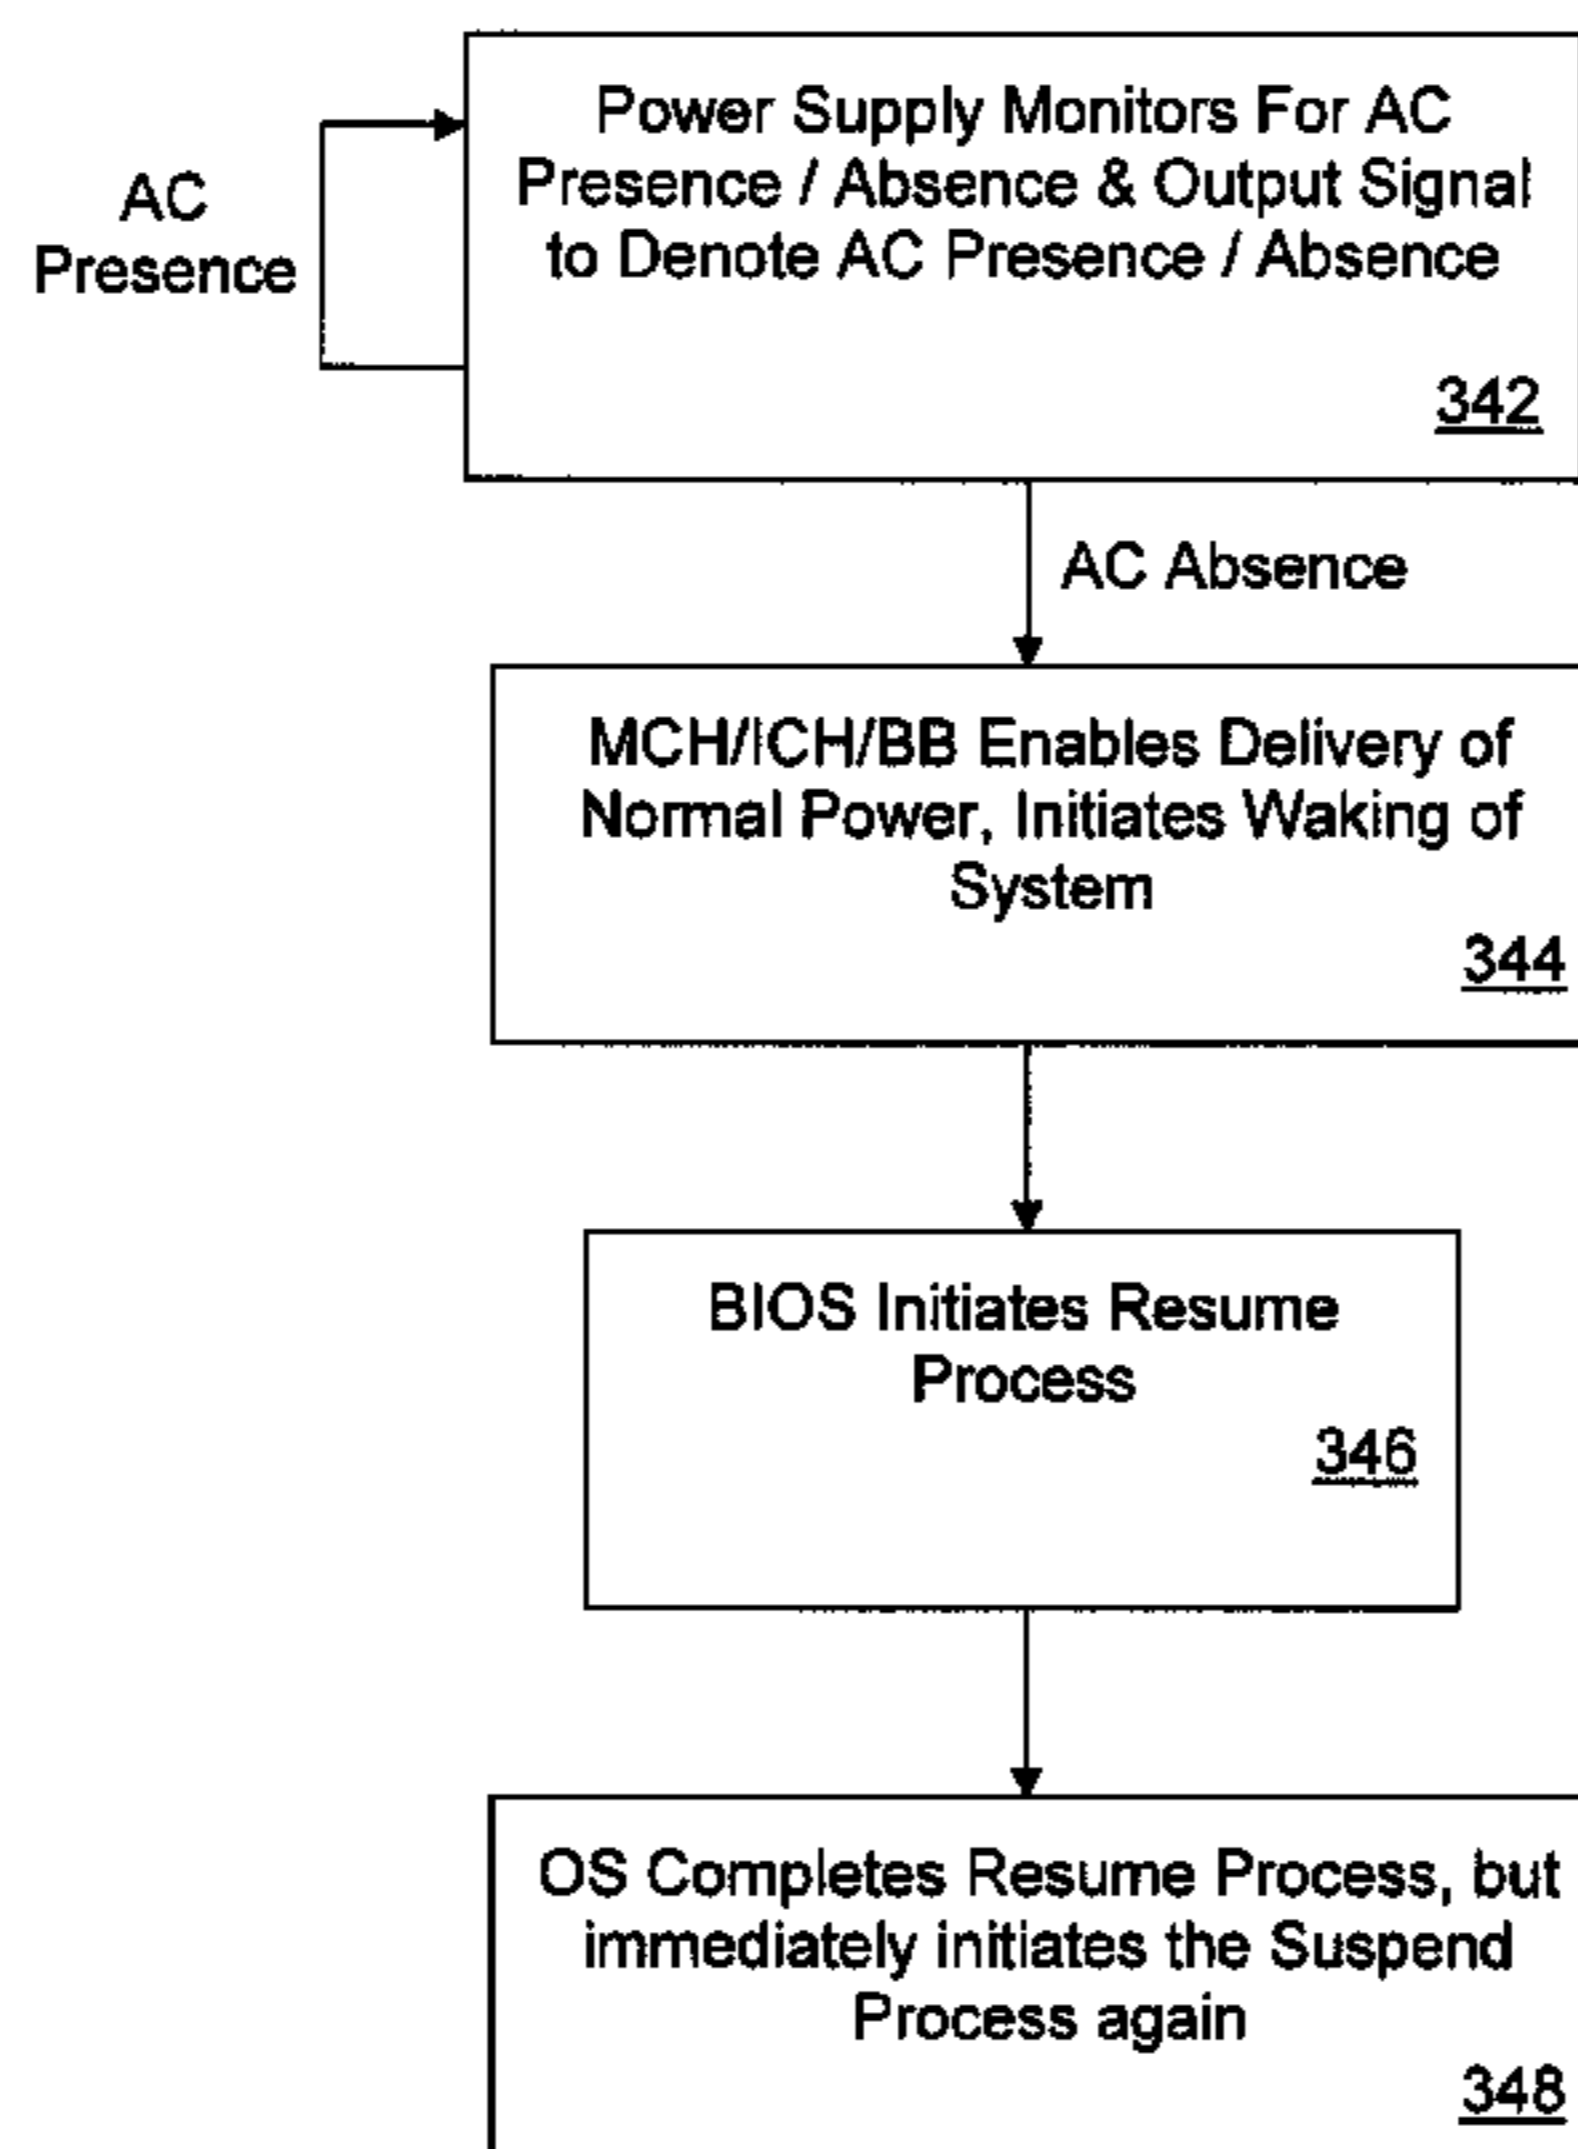 Power Supply Monitors For AC
Presence / Absence & Output Signal
to Denote AC Presence / Absence
342
AC
Presence
AC Absence
MCH/ICH/BB Enables Delivery of
Normal Power, Initiates Waking of
System
344
BIOS Initiates Resume
Process
346
OS Completes Resume Process, but
immediately initiates the Suspend
Process again
348